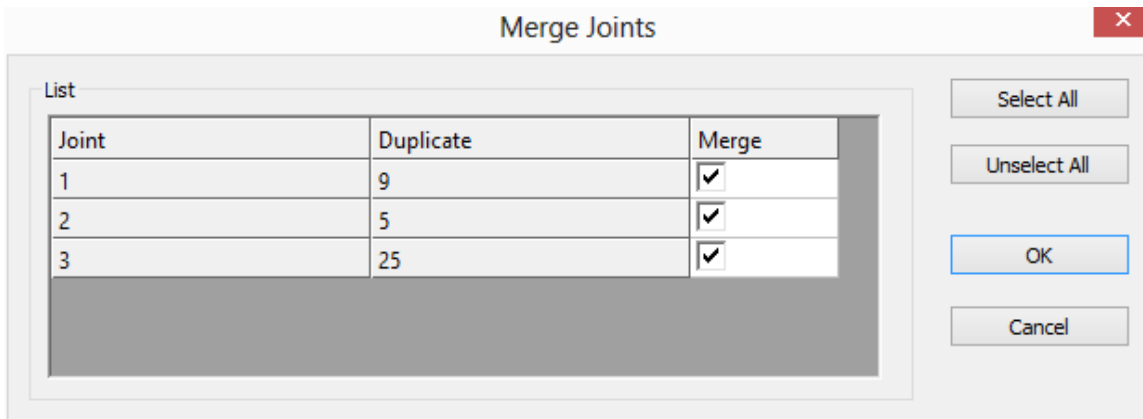 Merge Joints
List
Joint Duplicate Merge
1 9
2 5
3 25
Select All
Unselect All
OK
Cancel